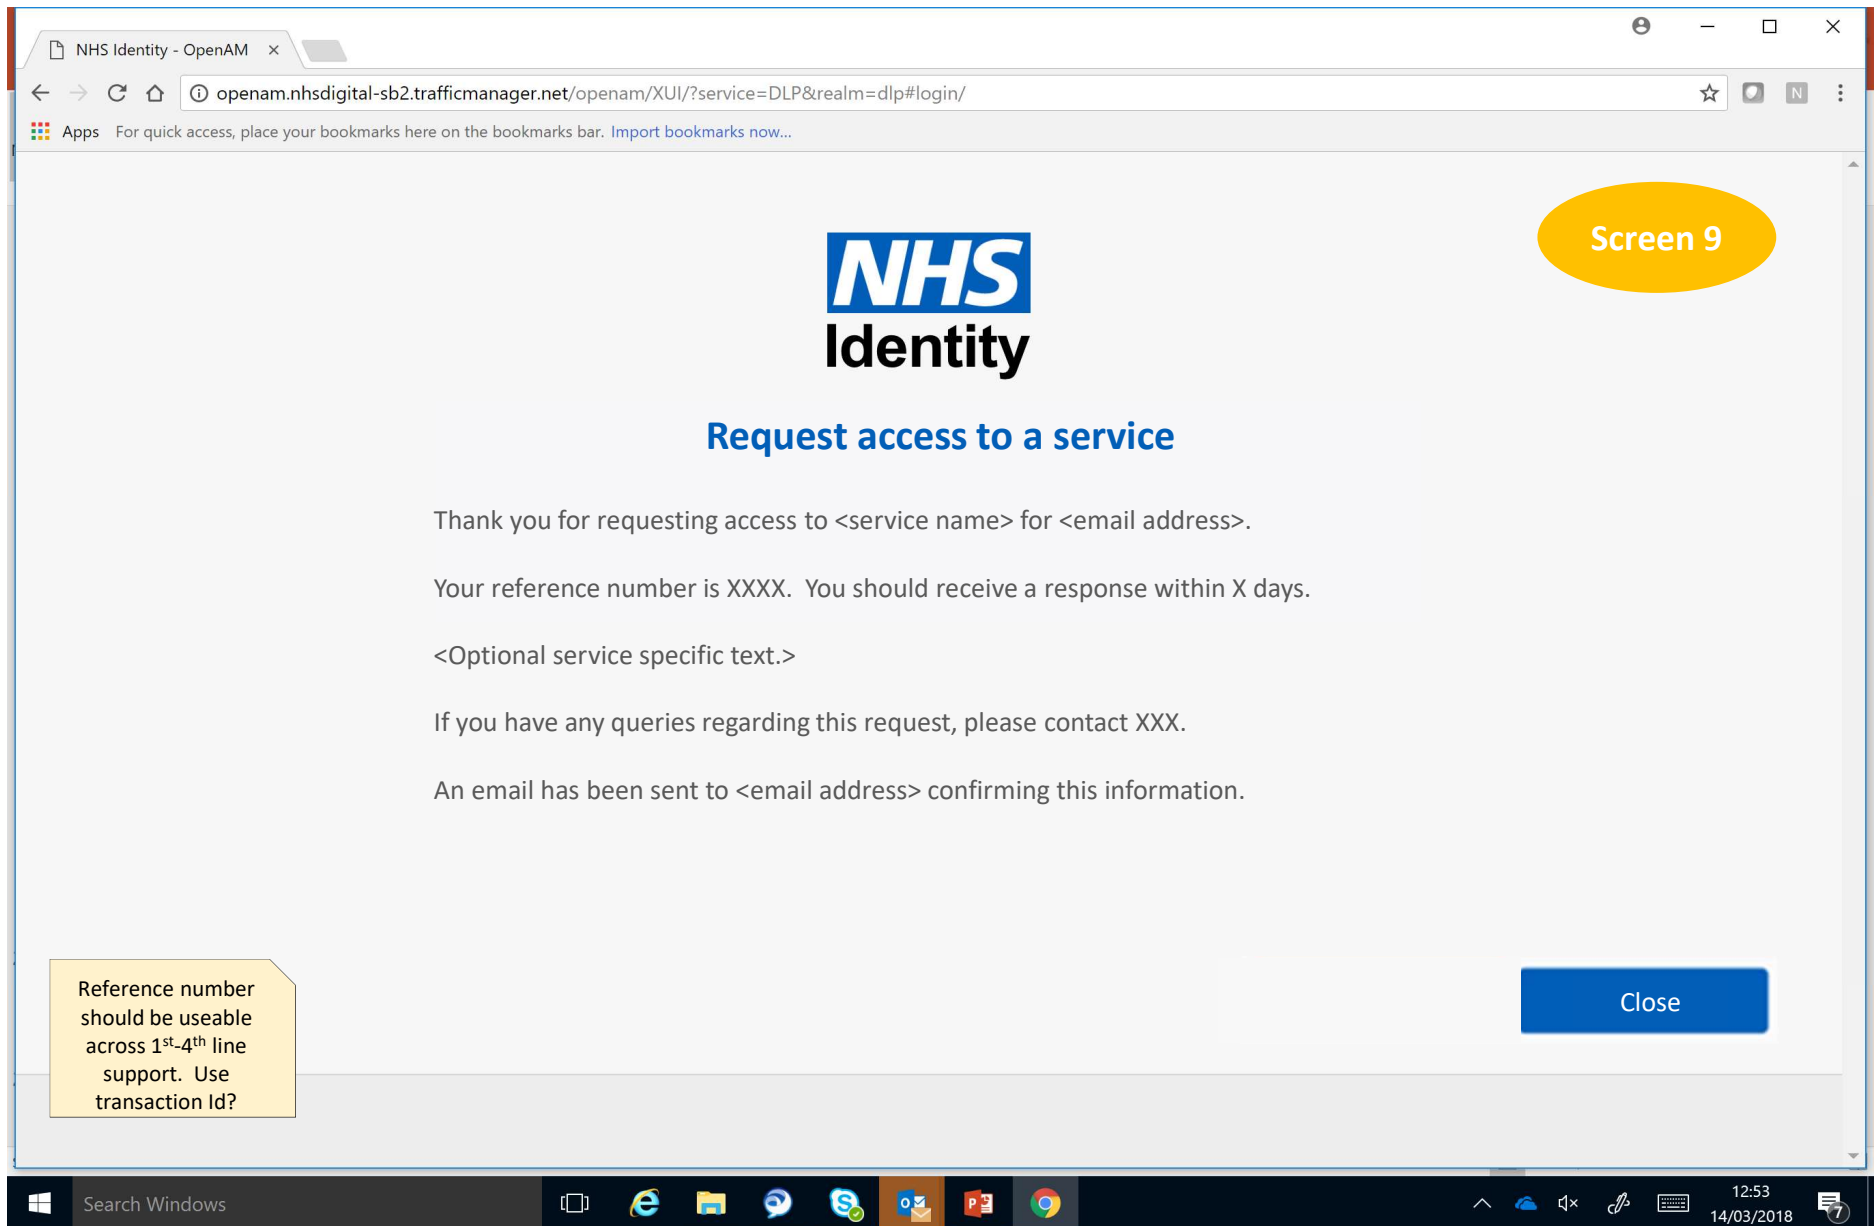 NHS Identity - OpenAM
openam.nhsdigital-sb2.trafficmanager.net/openam/XUI/?service=DLP&realm=dlp#login/
N
Apps For quick access, place your bookmarks here on the bookmarks bar. Import bookmarks now...
Screen 9
NHS
Identity
Request access to a service
Thank you for requesting access to <service name> for <email address>.
Your reference number is XXXX.  You should receive a response within X days.
<Optional service specific text.>
If you have any queries regarding this request, please contact XXX.
An email has been sent to <email address> confirming this information.
Reference number
should be useable
across 1st-4th line
support.  Use
transaction Id?
Close
Search Windows
12:53
14/03/2018
7